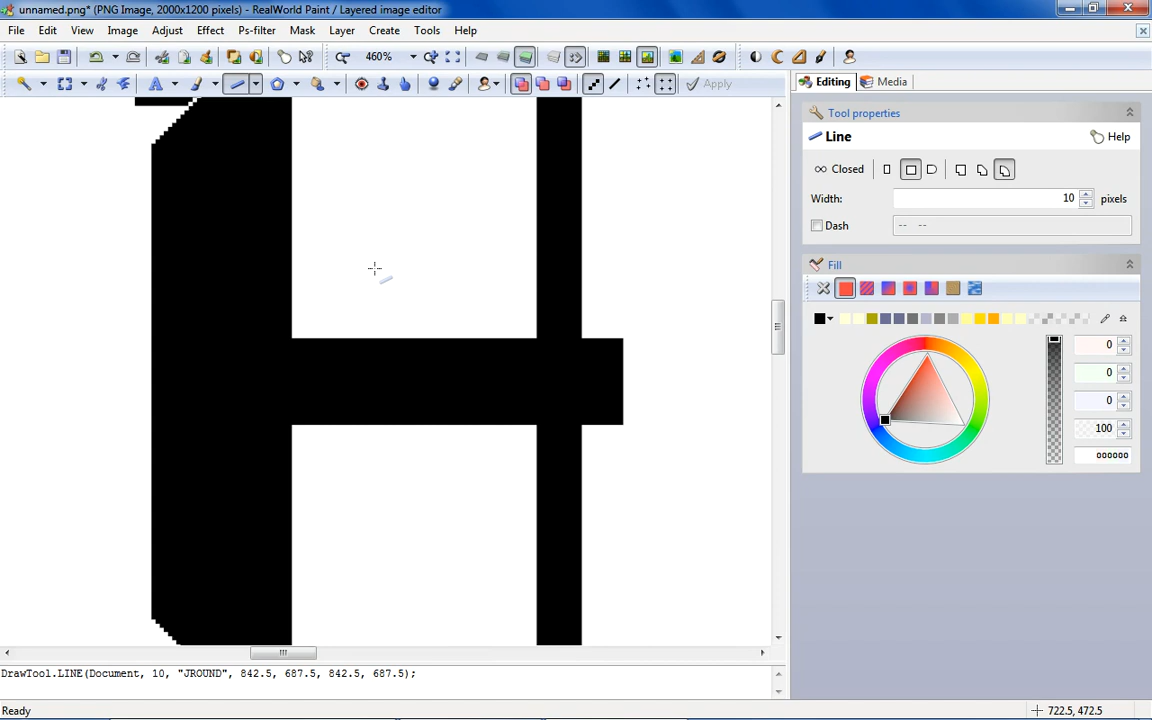 unnamed.png* (PNG Image, 2000x1200 pixels) - RealWorld Paint / Layered image editor
File Edit View Image Adjust Effect Ps-filter Mask Layer Create Tools Help
460%
Apply
Editing Media
Tool properties
Line Help
Closed
Width: 10 pixels
Dash -- --
Fill
0
0
0
100
000000
DrawTool.LINE(Document, 10, "JROUND", 842.5, 687.5, 842.5, 687.5);
Ready 722.5, 472.5